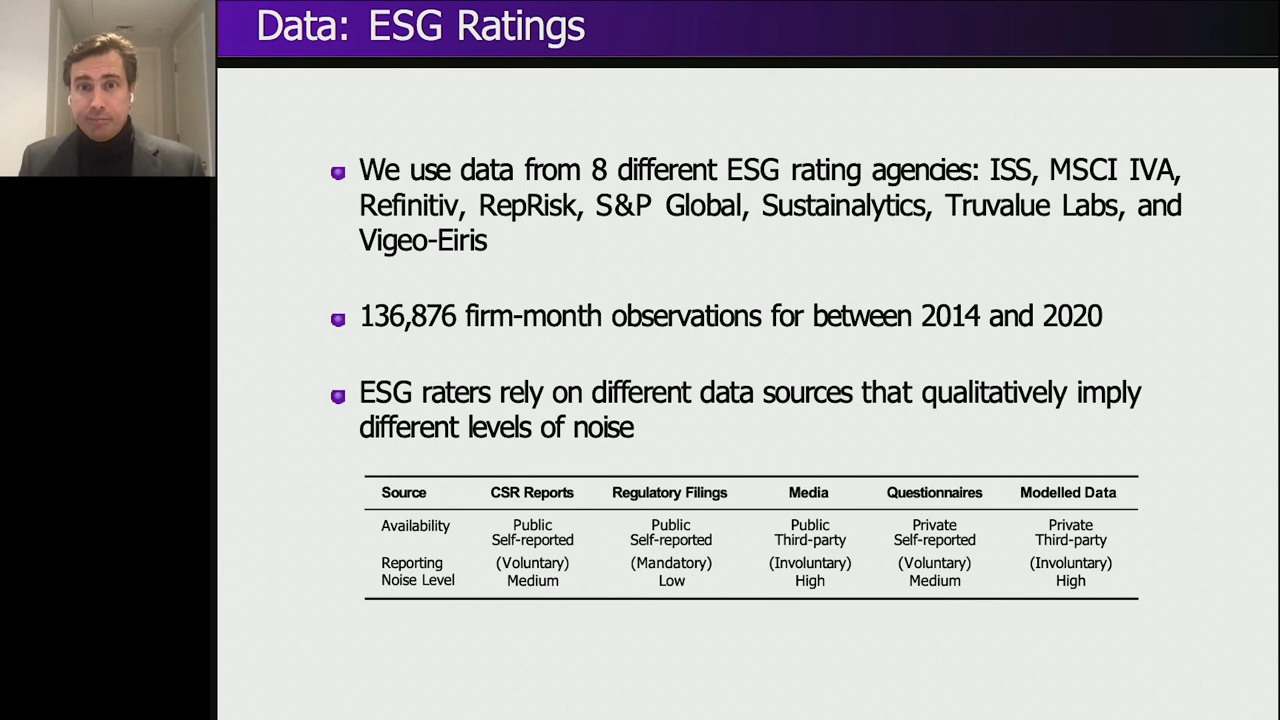 Data: ESG Ratings
We use data from 8 different ESG rating agencies: ISS, MSCI IVA,
Refinitiv, RepRisk, S&P Global, Sustainalytics, Truvalue Labs, and
Vigeo-Eiris
136,876 firm-month observations for between 2014 and 2020
ESG raters rely on different data sources that qualitatively imply
different levels of noise
Source CSR Reports Regulatory Filings Media Questionnaires Modelled Data
Availability Public Public Public Private Private
Self-reported Self-reported Third-party Self-reported Third-party
Reporting (Voluntary) (Mandatory) (Involuntary) (Voluntary) (Involuntary)
Noise Level Medium Low High Medium High